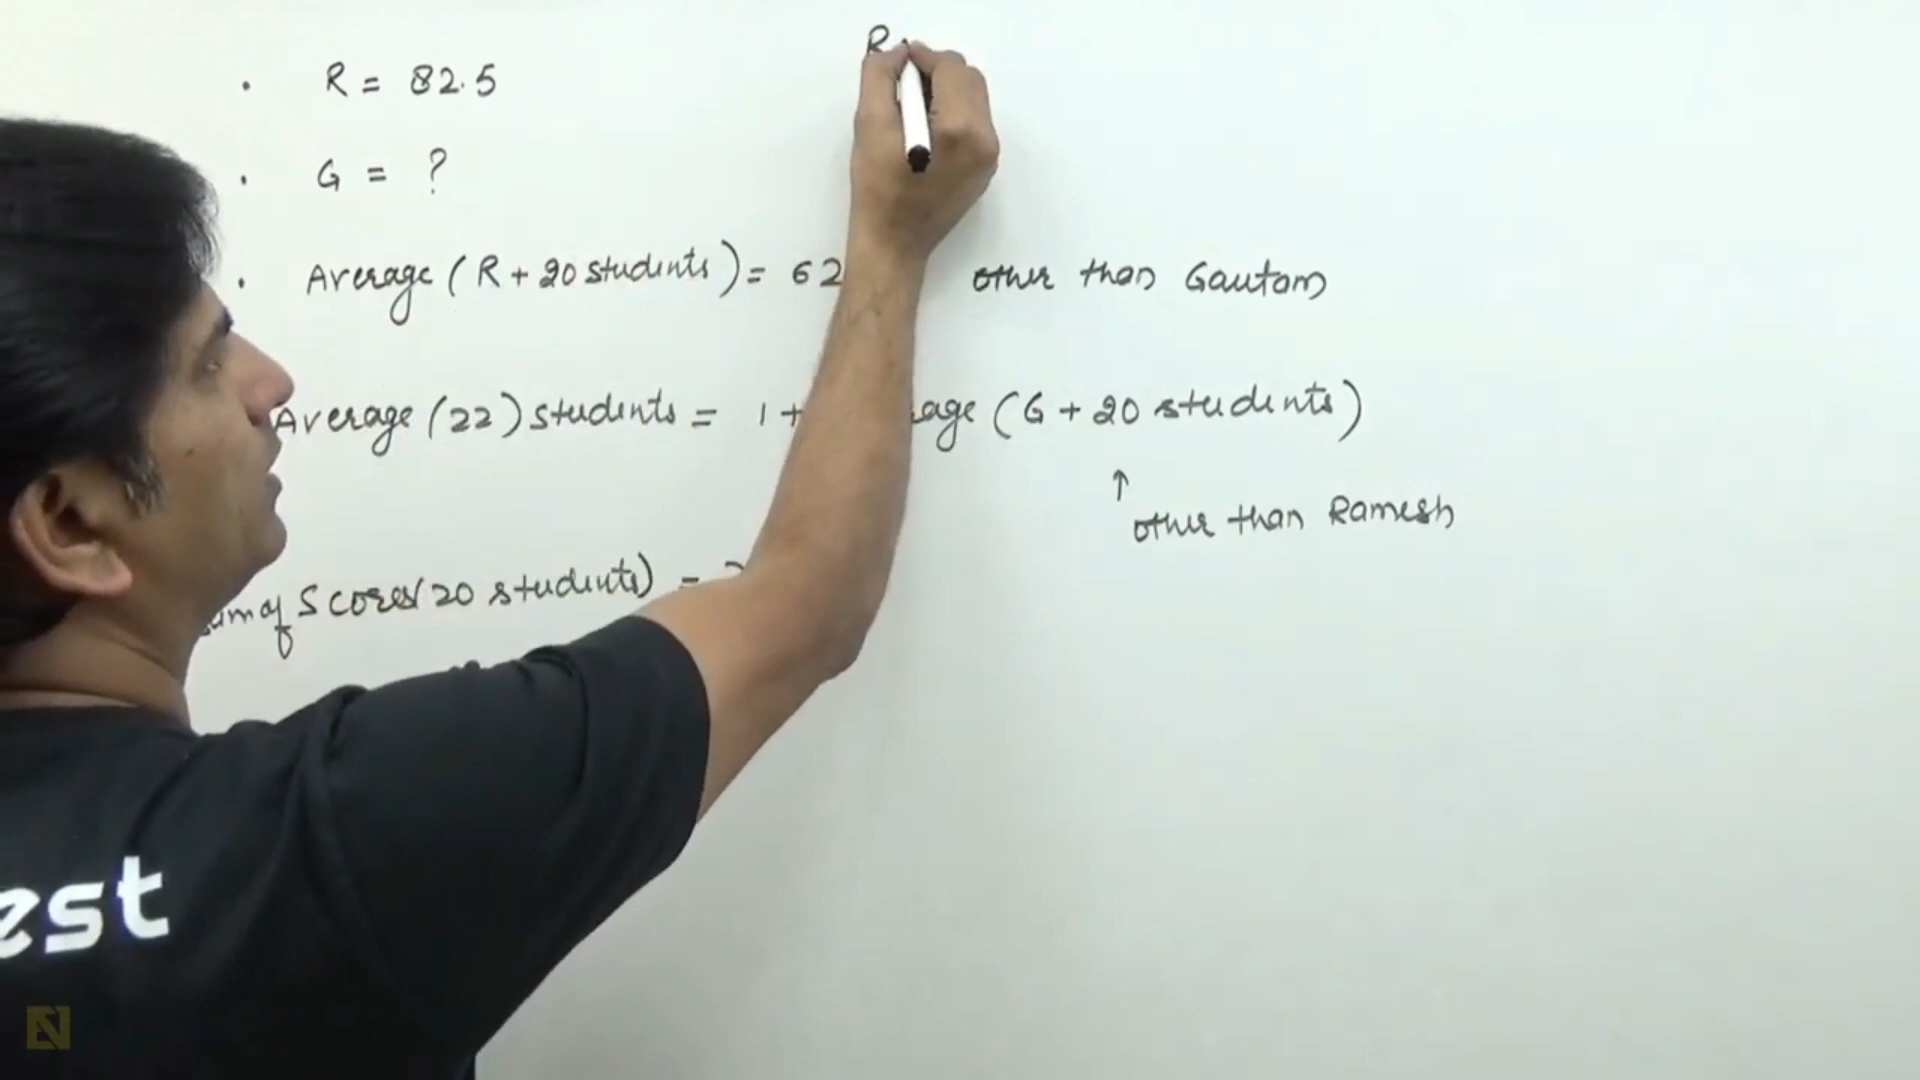 R
· R = 82.5
· G = ?
· Average (R + 20 students) = 62 other than Gautam
Average (22) students = 1 + age (G + 20 students)
↑
other than Ramesh
Scores (20 students) =
est